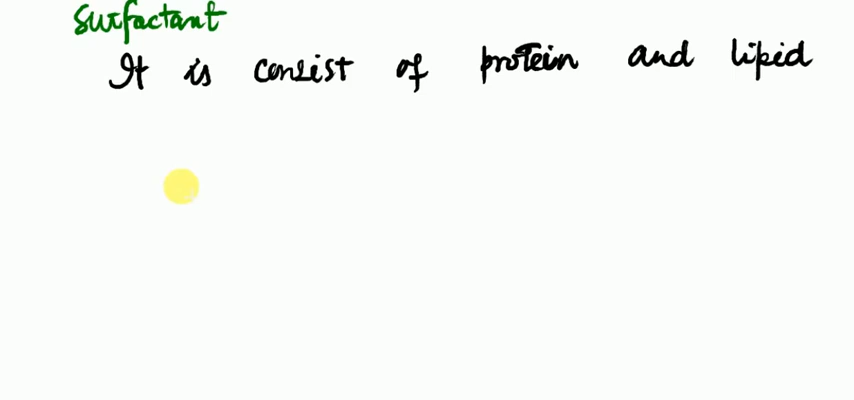 Surfactant
It is consist of protein and lipid